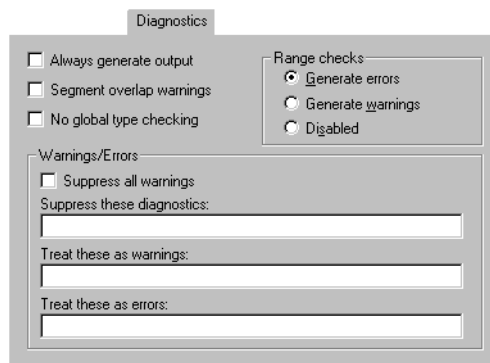 Diagnostics
Always generate output
Segment overlap warnings
No global type checking
Range checks
Generate errors
Generate warnings
Disabled
Warnings/Errors
Suppress all warnings
Suppress these diagnostics:
Treat these as warnings:
Treat these as errors: